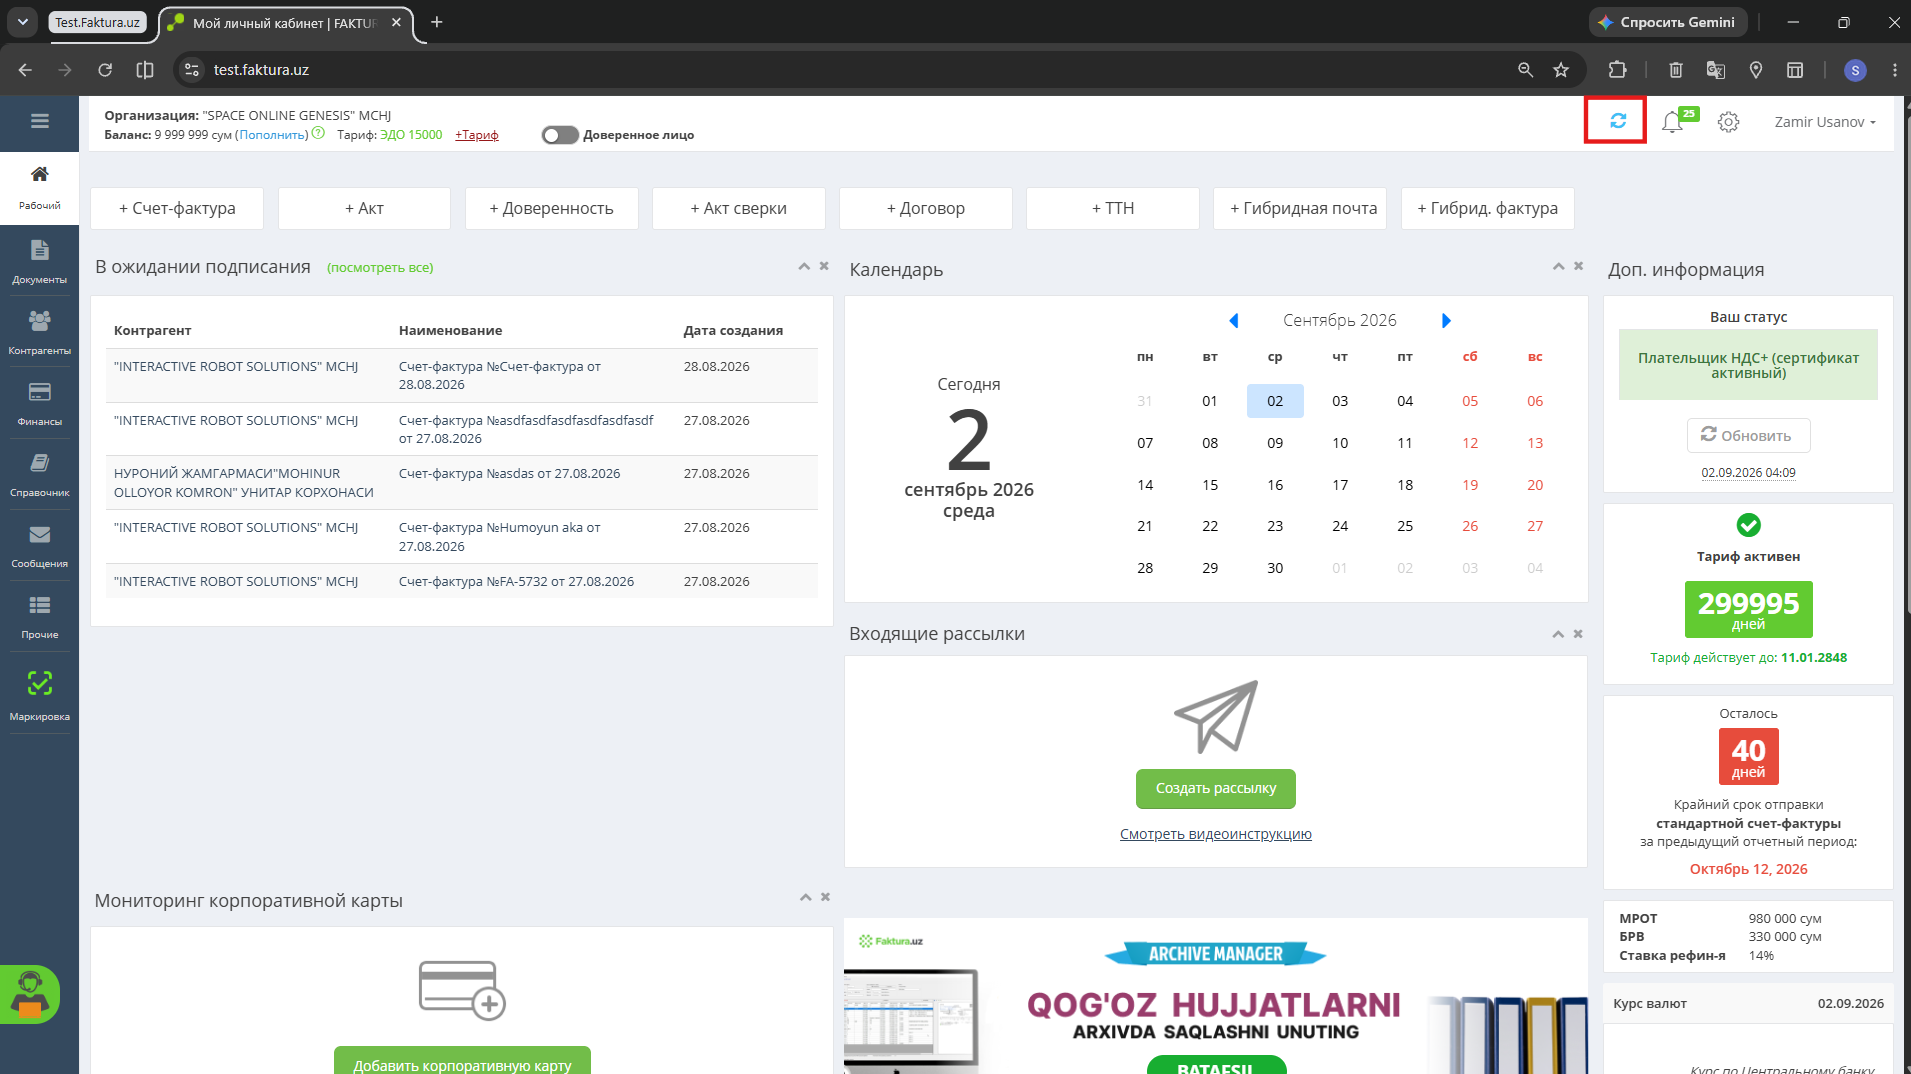 Test.Faktura.uz
Мой личный кабинет | FAKTUR
Спросить Gemini
test.faktura.uz
S
Организация: "SPACE ONLINE GENESIS" MCHJ
Баланс: 9 999 999 сум (Пополнить) ? Тариф: ЭДО 15000 +Тариф
Доверенное лицо
25
Zamir Usanov
Рабочий
Документы
Контрагенты
Финансы
Справочник
Сообщения
Прочие
Маркировка
+ Счет-фактура
+ Акт
+ Доверенность
+ Акт сверки
+ Договор
+ ТТН
+ Гибридная почта
+ Гибрид. фактура
В ожидании подписания (посмотреть все)
Контрагент Наименование Дата создания
"INTERACTIVE ROBOT SOLUTIONS" MCHJ Счет-фактура №Счет-фактура от 28.08.2026
28.08.2026
"INTERACTIVE ROBOT SOLUTIONS" MCHJ Счет-фактура №asdfasdfasdfasdfasdfasdf 27.08.2026
от 27.08.2026
НУРОНИЙ ЖАМГАРМАСИ"MOHINUR Счет-фактура №asdas от 27.08.2026 27.08.2026
OLLOYOR KOMRON" УНИТАР КОРХОНАСИ
"INTERACTIVE ROBOT SOLUTIONS" MCHJ Счет-фактура №Humoyun aka от 27.08.2026
27.08.2026
"INTERACTIVE ROBOT SOLUTIONS" MCHJ Счет-фактура №FA-5732 от 27.08.2026 27.08.2026
Календарь
Сегодня
2
сентябрь 2026
среда
Сентябрь 2026
пн вт ср чт пт сб вс
31 01 02 03 04 05 06
07 08 09 10 11 12 13
14 15 16 17 18 19 20
21 22 23 24 25 26 27
28 29 30 01 02 03 04
Входящие рассылки
Создать рассылку
Смотреть видеоинструкцию
Мониторинг корпоративной карты
Добавить корпоративную карту
Faktura.uz
ARCHIVE MANAGER
QOG'OZ HUJJATLARNI
ARXIVDA SAQLASHNI UNUTING
BATAFSIL
Доп. информация
Ваш статус
Плательщик НДС+ (сертификат
активный)
Обновить
02.09.2026 04:09
Тариф активен
299995
дней
Тариф действует до: 11.01.2848
Осталось
40
дней
Крайний срок отправки
стандартной счет-фактуры
за предыдущий отчетный период:
Октябрь 12, 2026
МРОТ 980 000 сум
БРВ 330 000 сум
Ставка рефин-я 14%
Курс валют 02.09.2026
Курс по Центральному банку